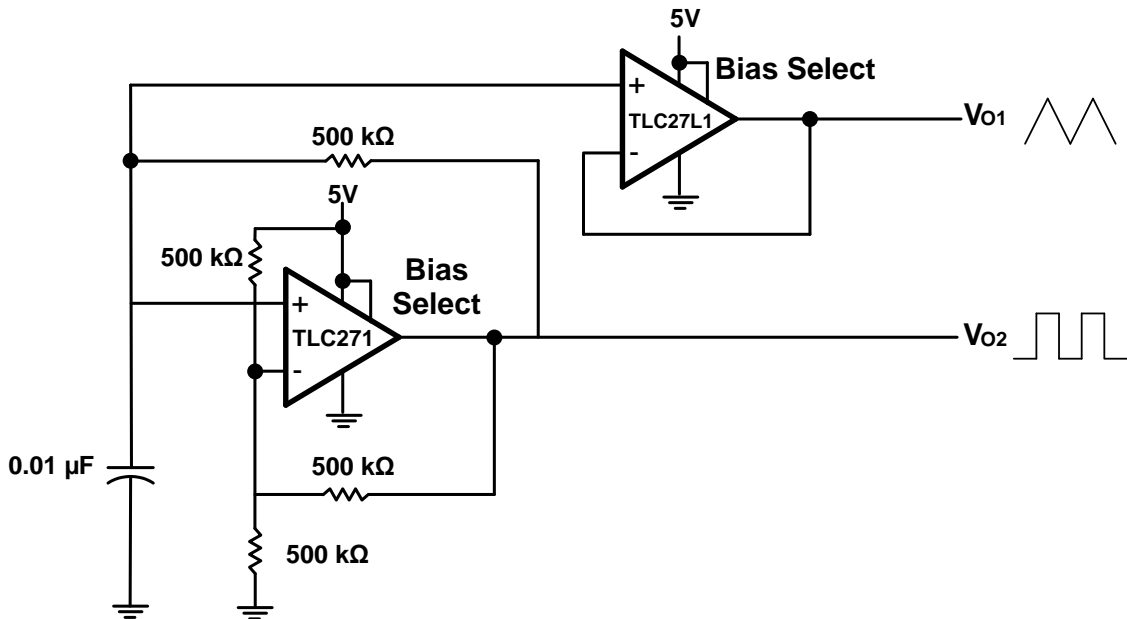 5V
Bias Select
+
TLC27L1
-
VO1
500 kΩ
5V
500 kΩ
Bias
Select
+
TLC271
-
VO2
0.01 µF
500 kΩ
500 kΩ